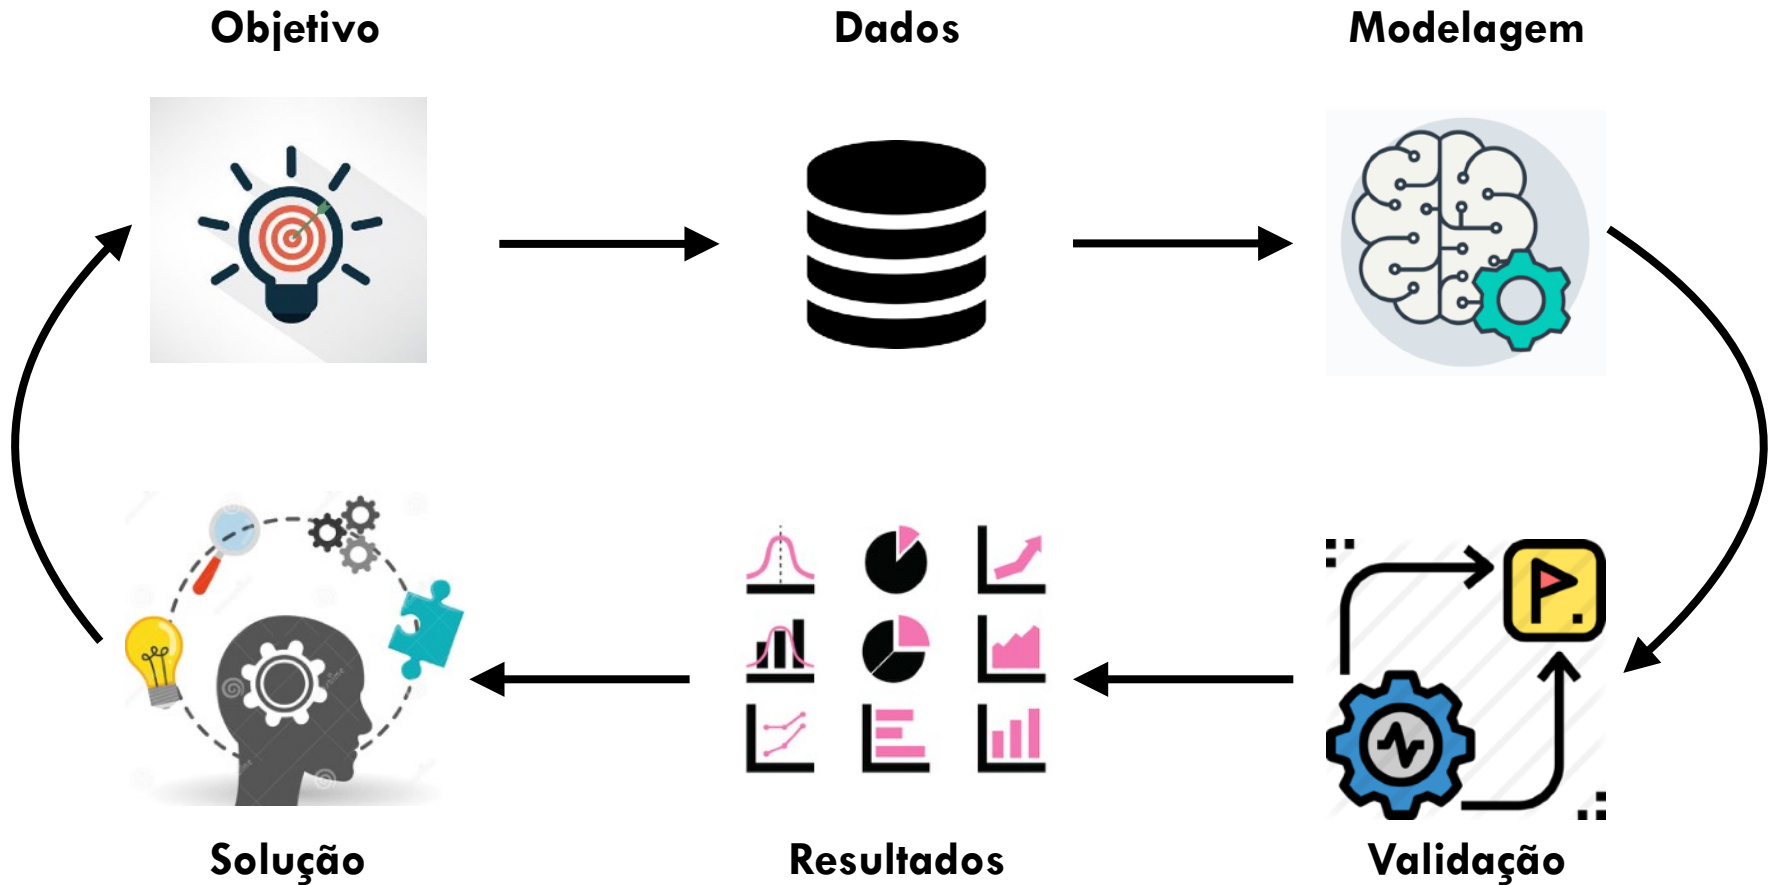 Objetivo
Dados
Modelagem
Solução
Resultados
Validação